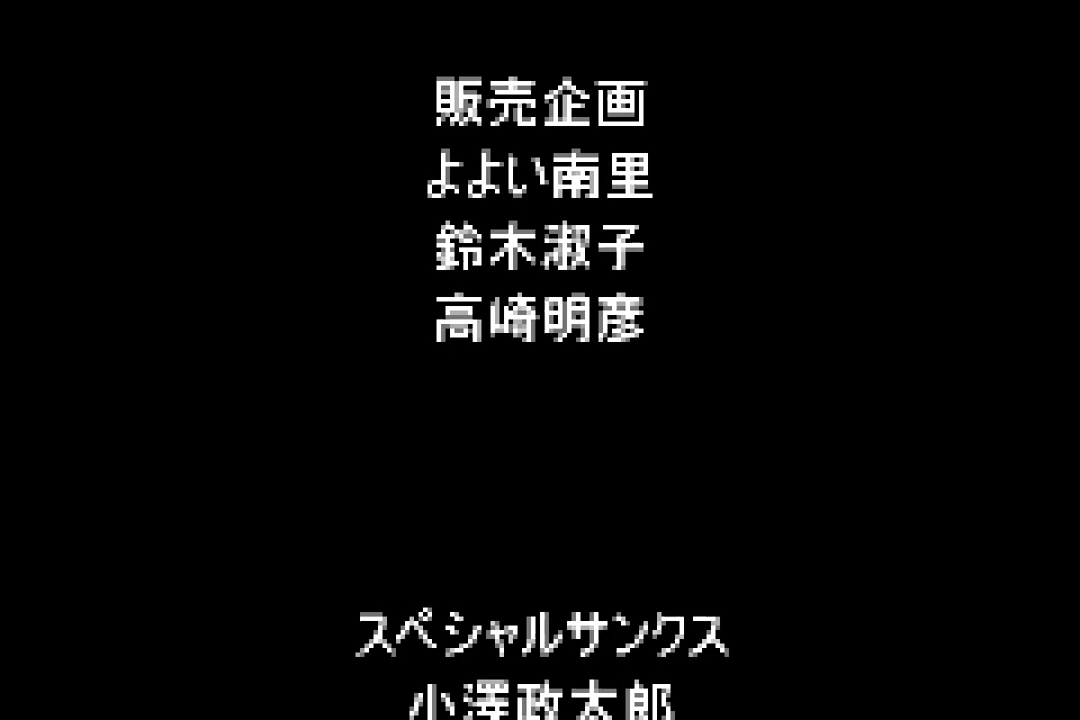 販売企画
よよい南里
鈴木淑子
高崎明彦
スペシャルサンクス
小澤政太郎